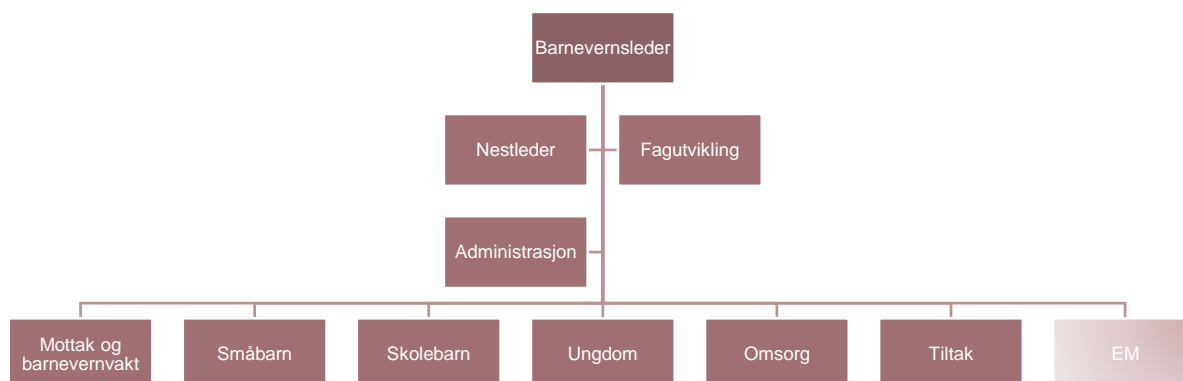 Barnevernsleder
Nestleder
Fagutvikling
Administrasjon
Mottak og
barnevernvakt
Småbarn
Skolebarn
Ungdom
Omsorg
Tiltak
EM